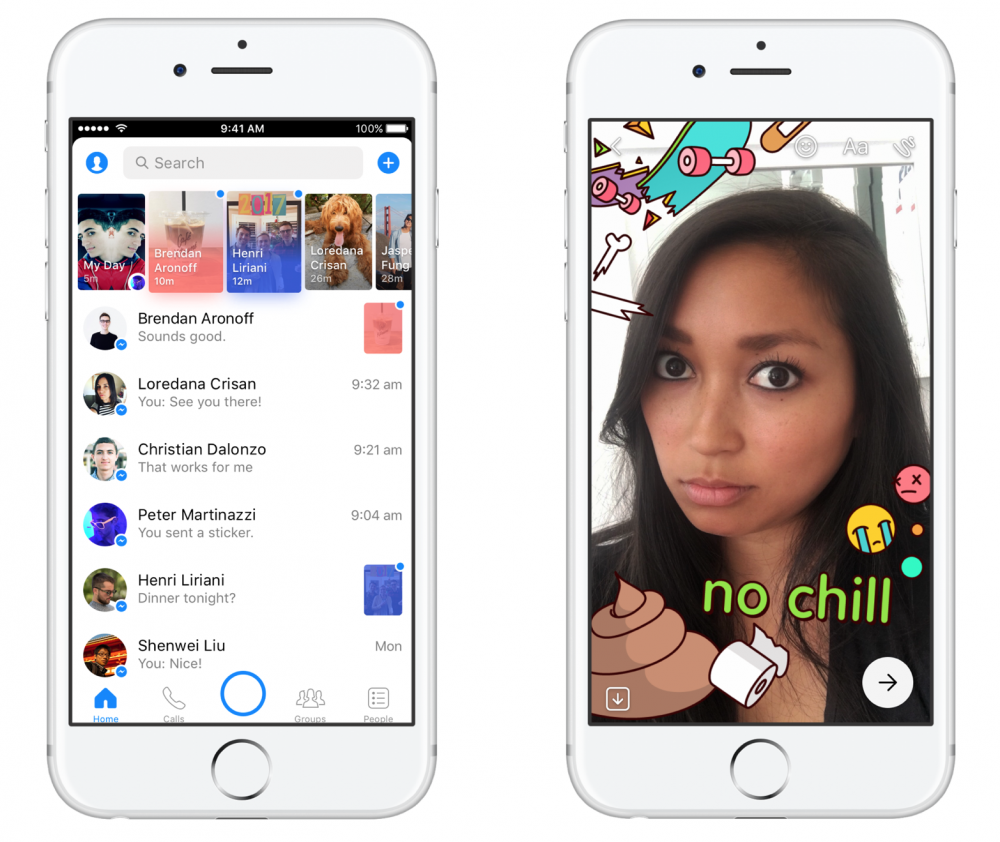 9:41 AM
100%
Search
My Day
5m
Brendan
Aronoff
10m
2017
Henri
Liriani
12m
Loredana
Crisan
26m
Jaspe
Fung
28m
Brendan Aronoff
Sounds good.
Loredana Crisan
9:32 am
You: See you there!
Christian Dalonzo
9:21 am
That works for me
Peter Martinazzi
9:04 am
You sent a sticker.
Henri Liriani
Dinner tonight?
Shenwei Liu
Mon
You: Nice!
Home
Calls
Groups
People
Aa
no chill